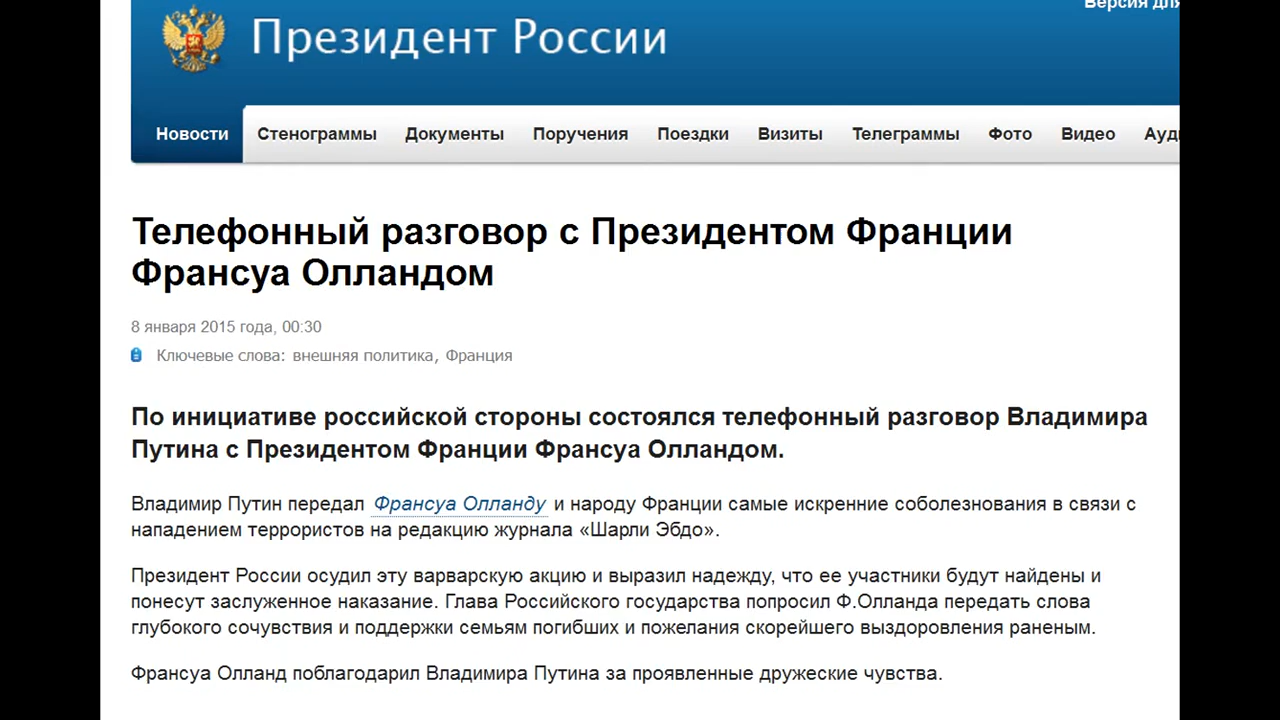 Версия для
Президент России
Новости Стенограммы Документы Поручения Поездки Визиты Телеграммы Фото Видео Ауд
Телефонный разговор с Президентом Франции
Франсуа Олландом
8 января 2015 года, 00:30
Ключевые слова: внешняя политика, Франция
По инициативе российской стороны состоялся телефонный разговор Владимира
Путина с Президентом Франции Франсуа Олландом.
Владимир Путин передал Франсуа Олланду и народу Франции самые искренние соболезнования в связи с
нападением террористов на редакцию журнала «Шарли Эбдо».
Президент России осудил эту варварскую акцию и выразил надежду, что ее участники будут найдены и
понесут заслуженное наказание. Глава Российского государства попросил Ф.Олланда передать слова
глубокого сочувствия и поддержки семьям погибших и пожелания скорейшего выздоровления раненым.
Франсуа Олланд поблагодарил Владимира Путина за проявленные дружеские чувства.